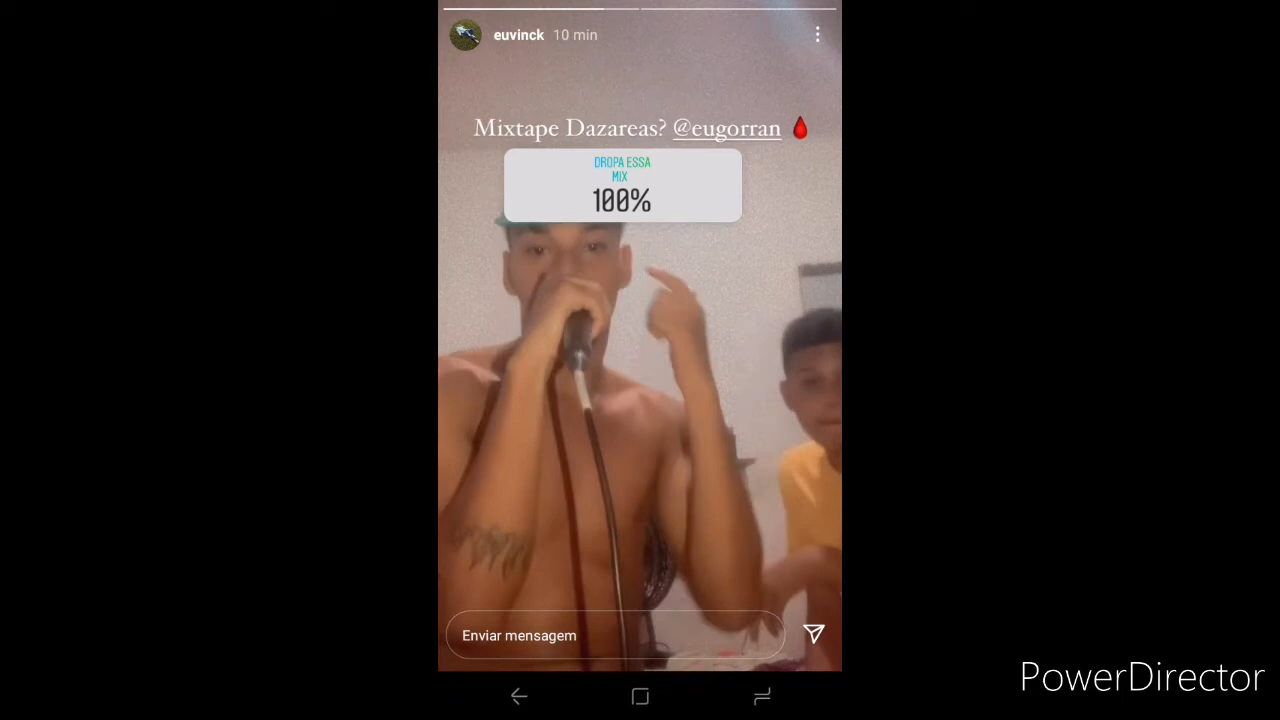 euvinck 10 min
Mixtape Dazareas? @eugorran
DROPA ESSA
MIX
100%
Enviar mensagem
PowerDirector